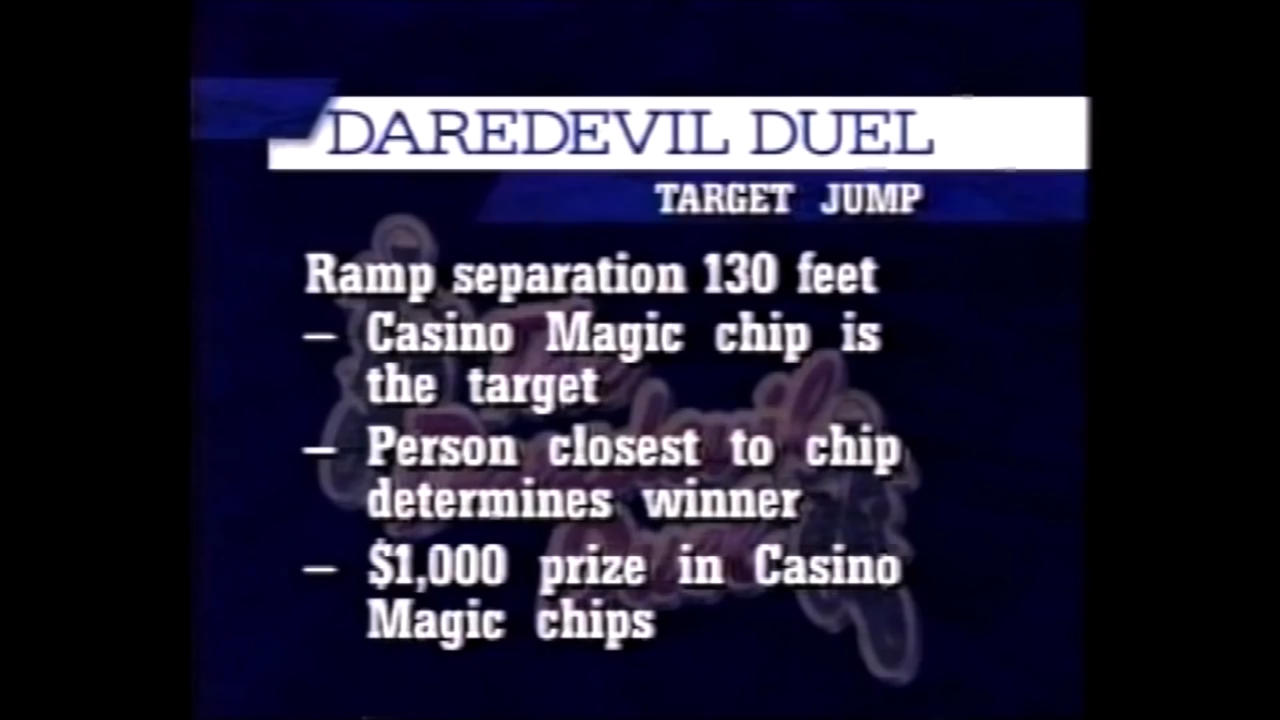 DAREDEVIL DUEL
TARGET JUMP
Ramp separation 130 feet
– Casino Magic chip is
the target
– Person closest to chip
determines winner
– $1,000 prize in Casino
Magic chips